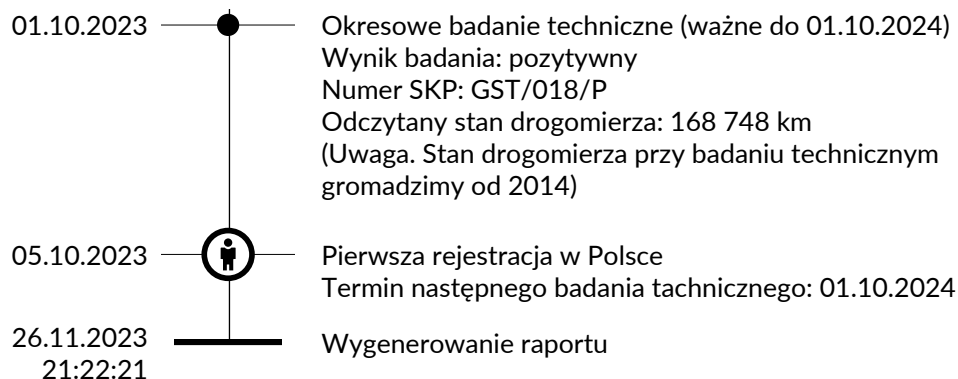 01.10.2023 Okresowe badanie techniczne (ważne do 01.10.2024)
Wynik badania: pozytywny
Numer SKP: GST/018/P
Odczytany stan drogomierza: 168 748 km
(Uwaga. Stan drogomierza przy badaniu technicznym
gromadzimy od 2014)
05.10.2023 Pierwsza rejestracja w Polsce
Termin następnego badania tachnicznego: 01.10.2024
26.11.2023 Wygenerowanie raportu
21:22:21